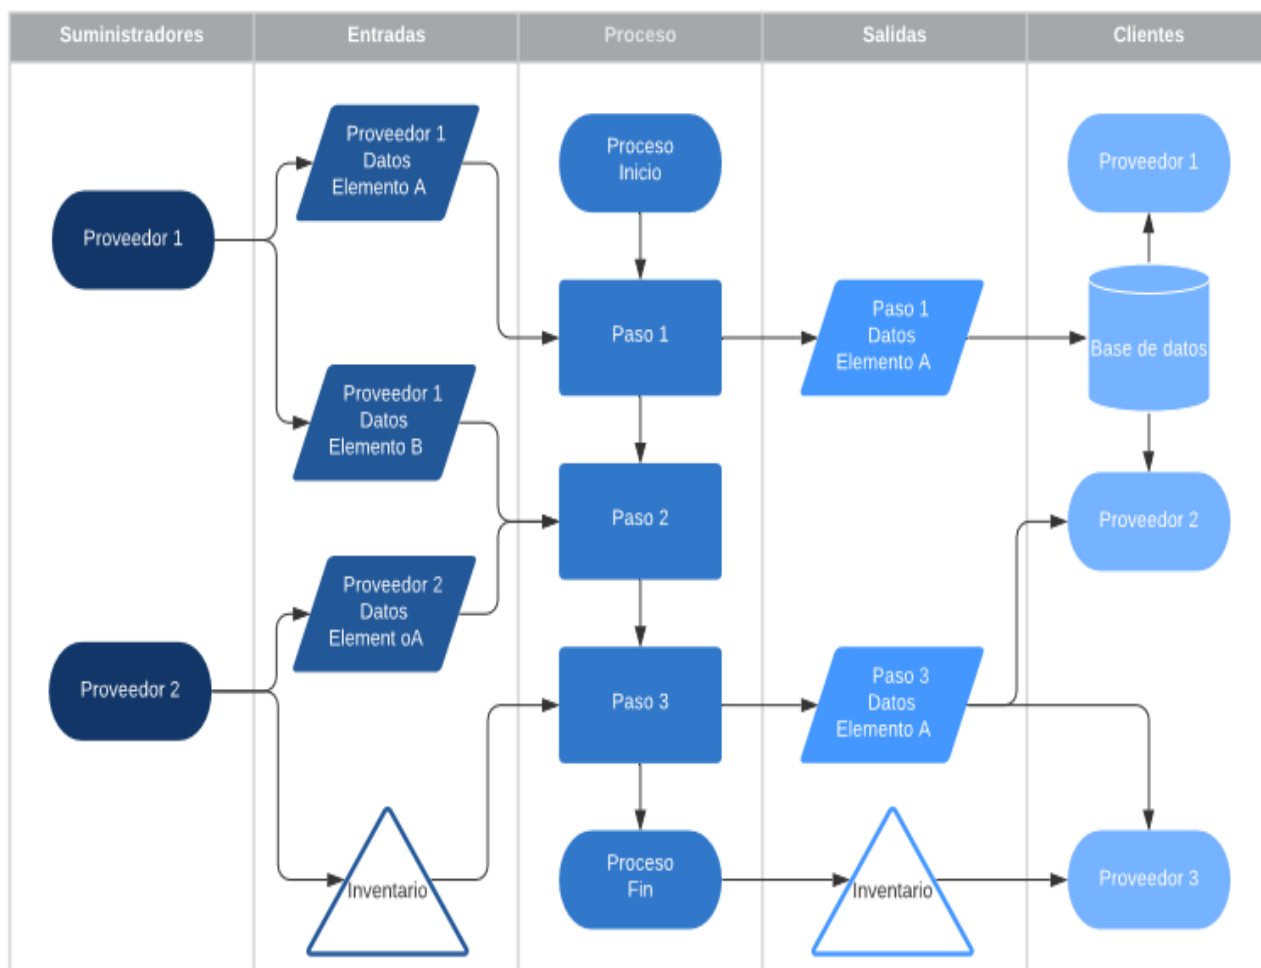 Suministradores
Entradas
Proceso
Salidas
Clientes
Proveedor 1
Proveedor 2
Proveedor 1
Datos
Elemento A
Proveedor 1
Datos
Elemento B
Proveedor 2
Datos
Element oA
Inventario
Proceso
Inicio
Paso 1
Paso 2
Paso 3
Proceso
Fin
Paso 1
Datos
Elemento A
Paso 3
Datos
Elemento A
Inventario
Proveedor 1
Base de datos
Proveedor 2
Proveedor 3